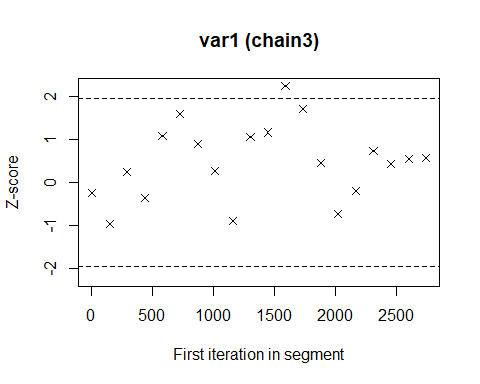 var1 (chain3)
Z-score
2
1
0
-1
-2
0 500 1000 1500 2000 2500
First iteration in segment